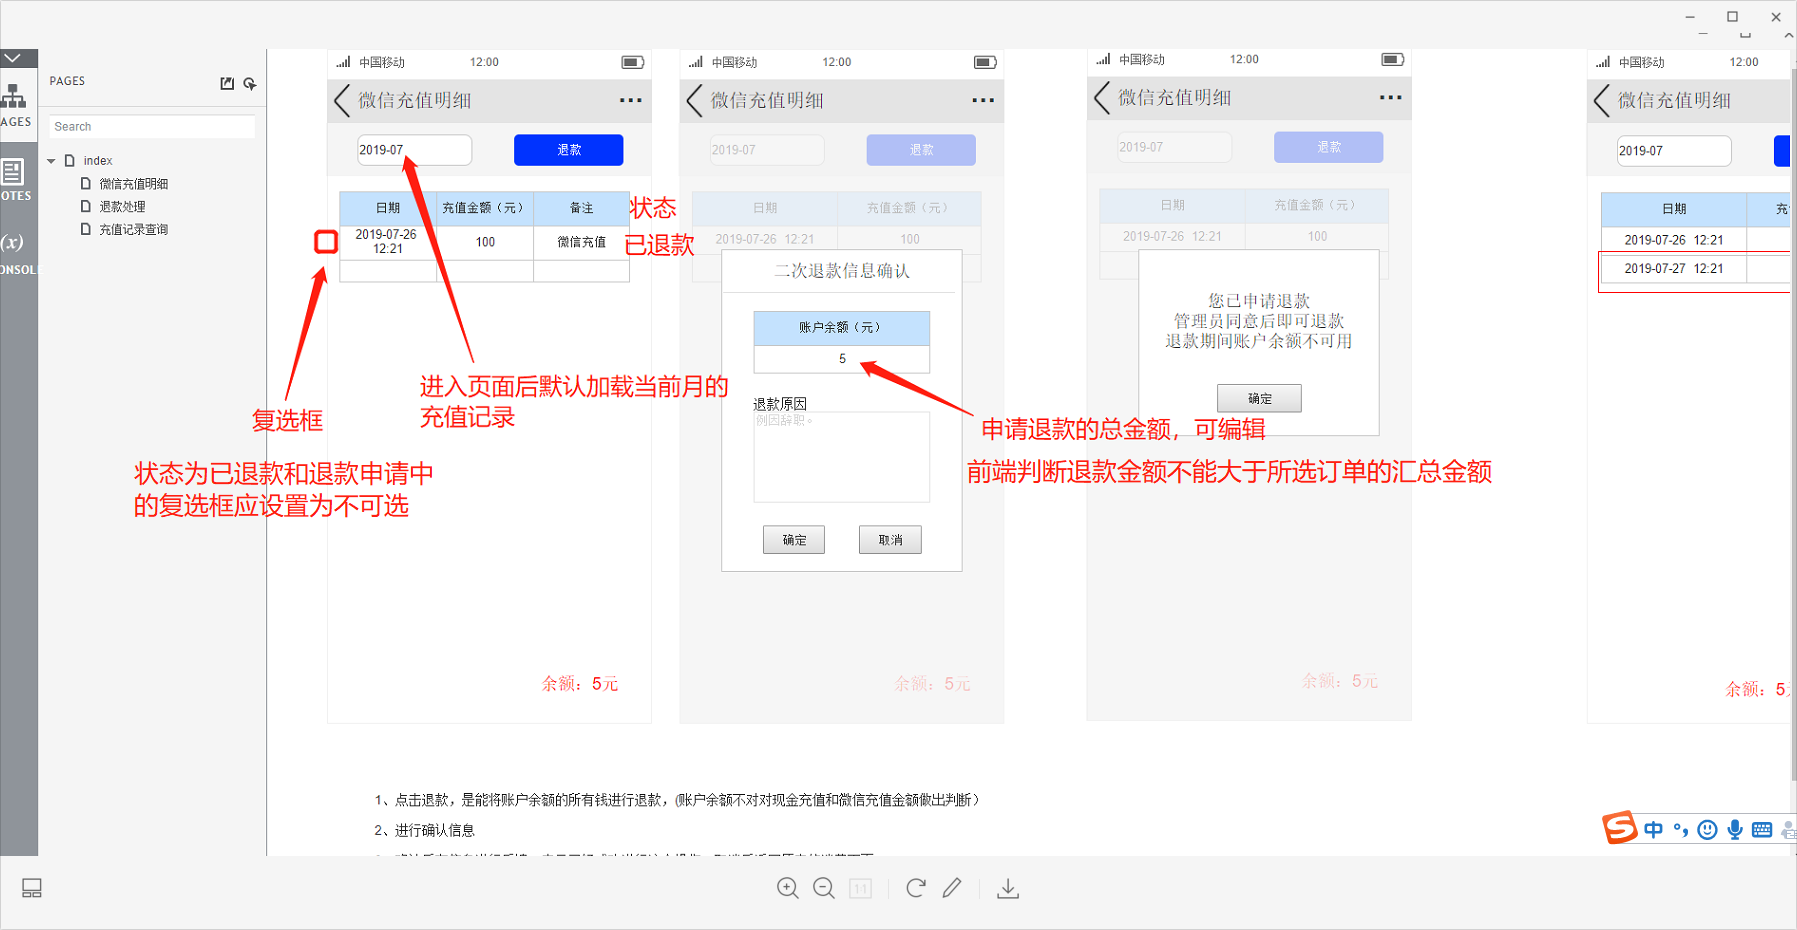 PAGES
Search
index
微信充值明细
退款处理
充值记录查询
AGES
OTES
(x)
ONSOLE
中国移动 12:00
微信充值明细 ···
2019-07 退款
日期 充值金额（元） 备注 状态
2019-07-26 12:21 100 微信充值 已退款
余额：5元
复选框
进入页面后默认加载当前月的
充值记录
状态为已退款和退款申请中
的复选框应设置为不可选
中国移动 12:00
微信充值明细 ···
2019-07 退款
日期 充值金额（元）
2019-07-26 12:21 100
二次退款信息确认
账户余额（元）
5
退款原因
例因辞职。
确定 取消
余额：5元
申请退款的总金额，可编辑
前端判断退款金额不能大于所选订单的汇总金额
中国移动 12:00
微信充值明细 ···
2019-07 退款
日期 充值金额（元）
2019-07-26 12:21 100
您已申请退款
管理员同意后即可退款
退款期间账户余额不可用
确定
余额：5元
中国移动 12:00
微信充值明细
2019-07
日期 充
2019-07-26 12:21
2019-07-27 12:21
余额：5
1、点击退款，是能将账户余额的所有钱进行退款，(账户余额不对对现金充值和微信充值金额做出判断）
2、进行确认信息
S 中
1:1